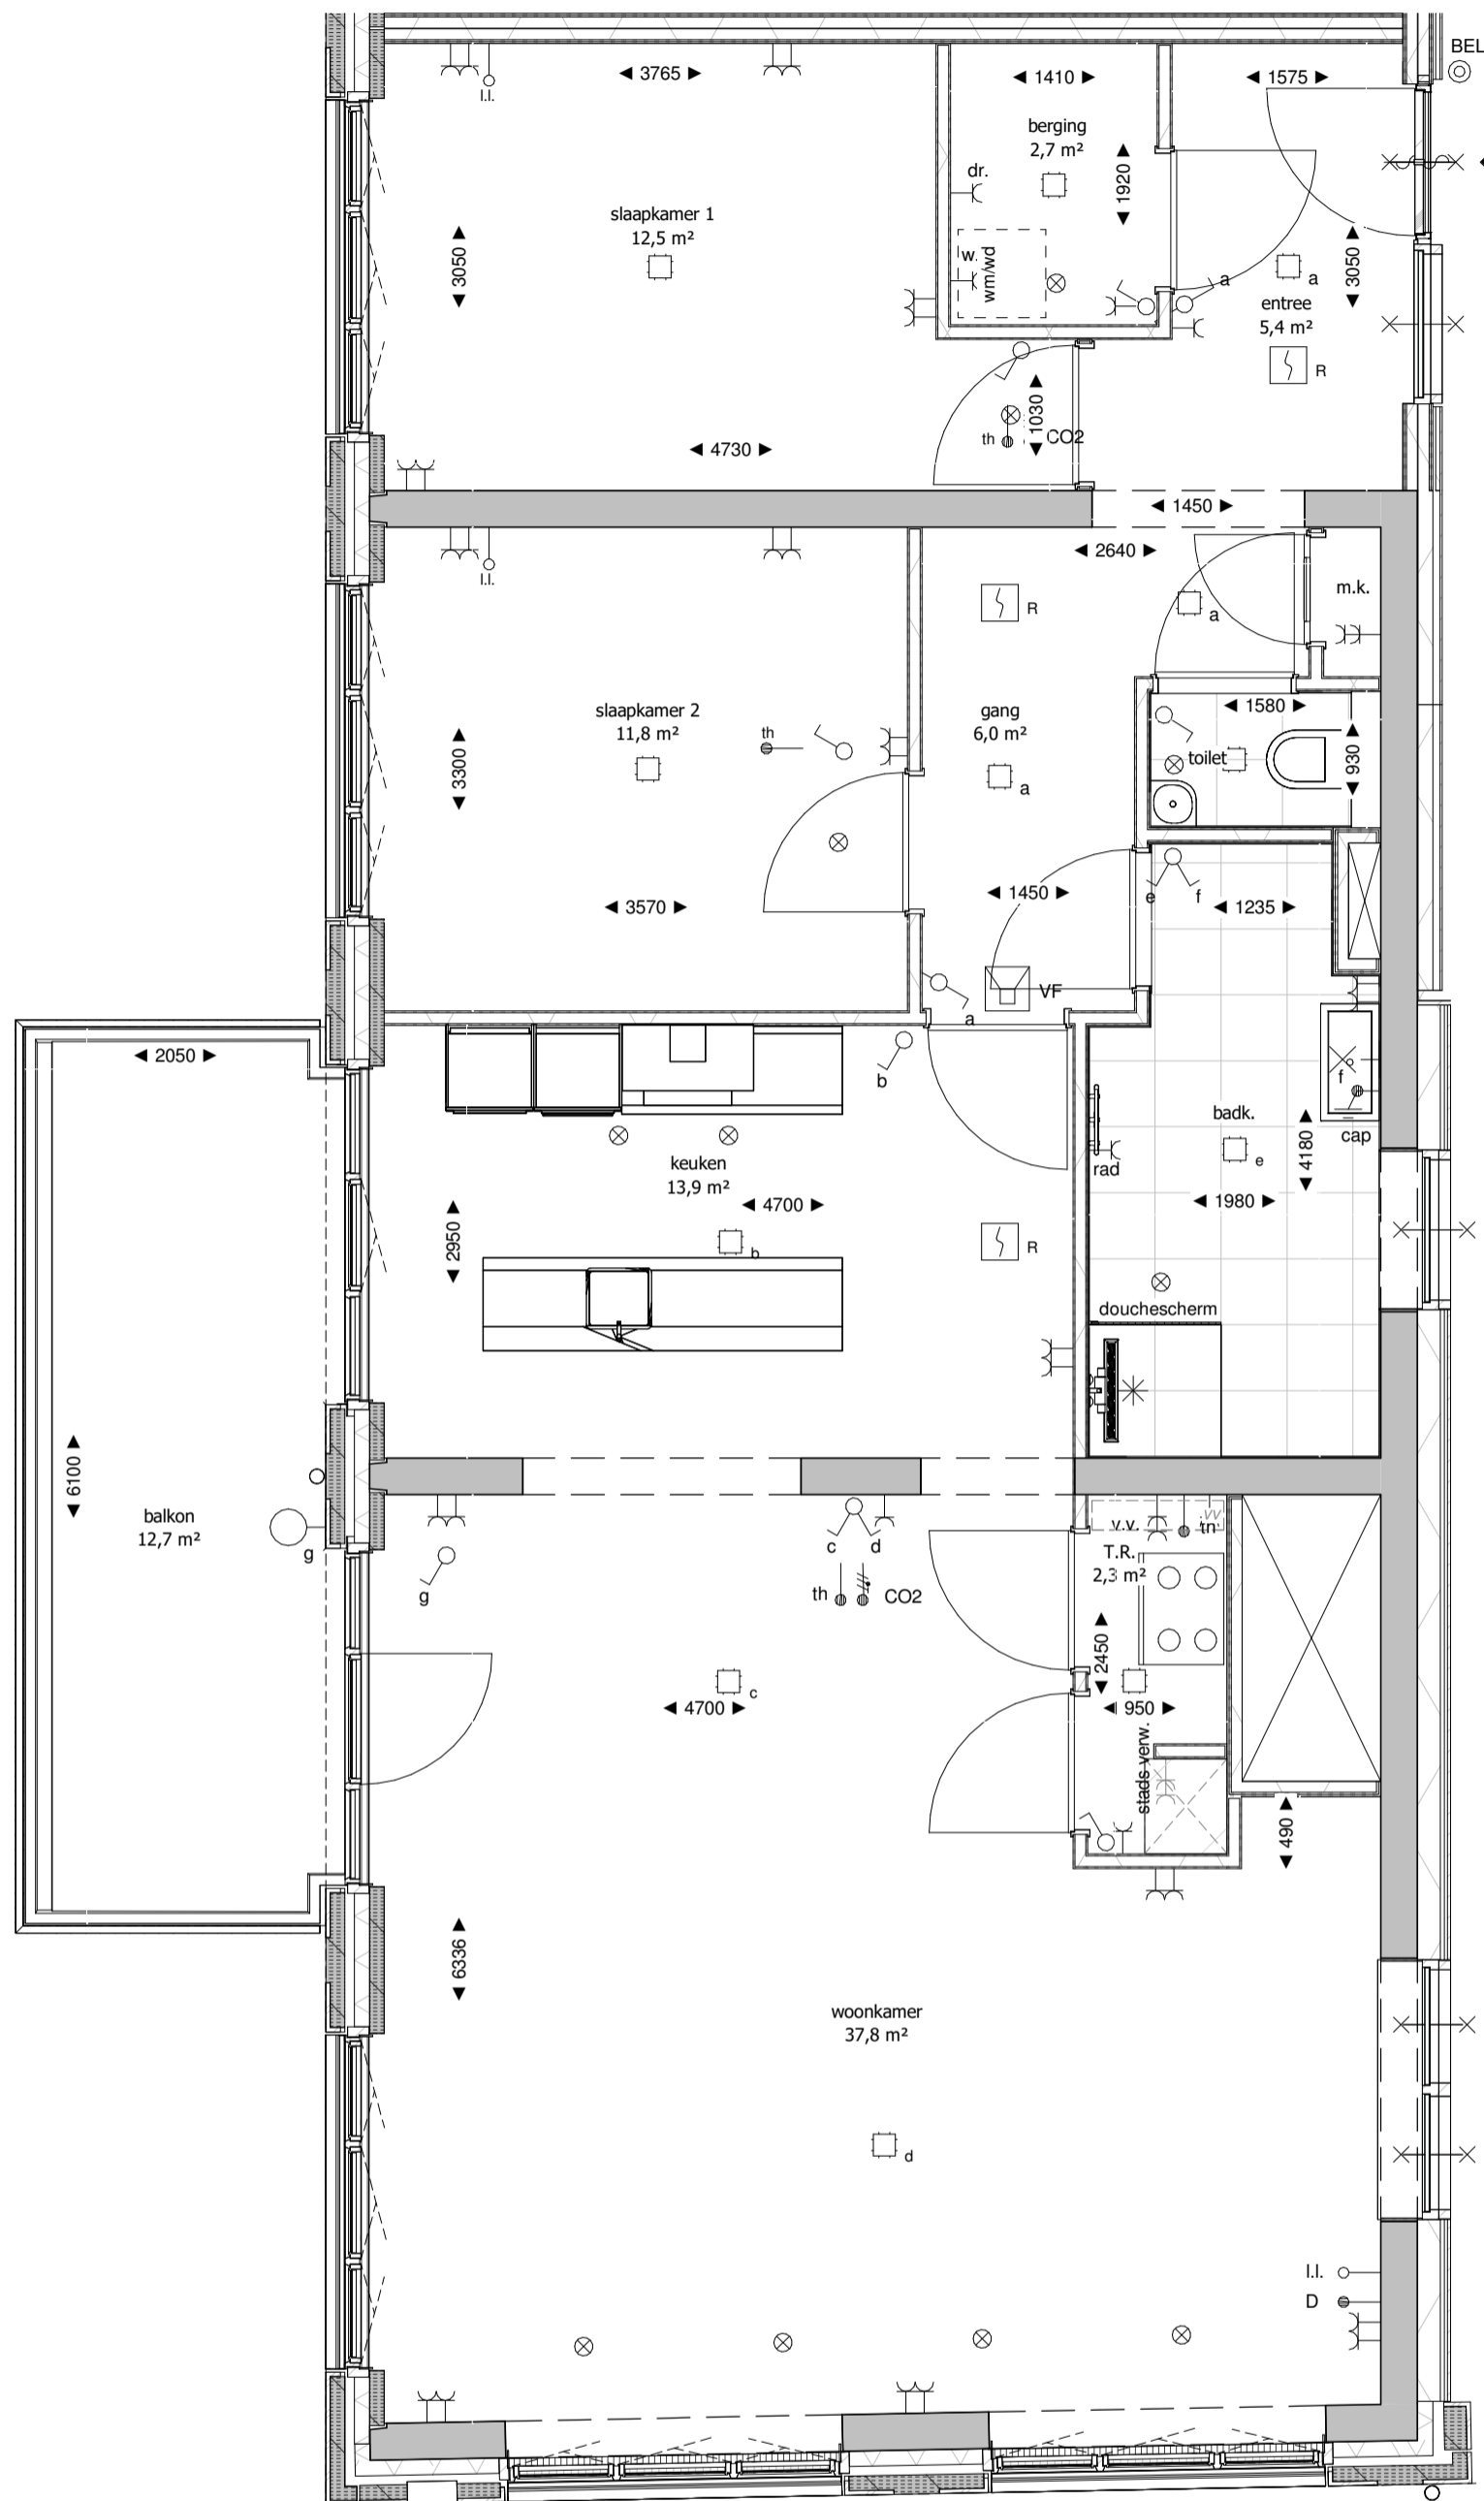 BEL
◄ 3765 ►
◄ 1410 ►
◄ 1575 ►
l.l.
berging
2,7 m²
◄ 1920 ►
dr.
slaapkamer 1
12,5 m²
◄ 3050 ►
w.
wm/wd
a
a
◄ 3050 ►
entree
5,4 m²
R
◄ 1030 ►
th
CO2
◄ 4730 ►
◄ 1450 ►
◄ 2640 ►
l.l.
m.k.
R
a
slaapkamer 2
11,8 m²
gang
6,0 m²
◄ 1580 ►
th
toilet
◄ 930 ►
◄ 3300 ►
a
◄ 1450 ►
e
f
◄ 1235 ►
◄ 3570 ►
VF
a
◄ 2050 ►
b
f
badk.
cap
◄ 4180 ►
e
rad
keuken
13,9 m²
◄ 4700 ►
◄ 1980 ►
◄ 2950 ►
b
R
douchescherm
◄ 6100 ►
balkon
12,7 m²
g
g
c
d
th
CO2
v.v.
T.R.
2,3 m²
◄ 2450 ►
c
◄ 4700 ►
◄ 950 ►
stads verw.
◄ 490 ►
◄ 6336 ►
woonkamer
37,8 m²
d
l.l.
D